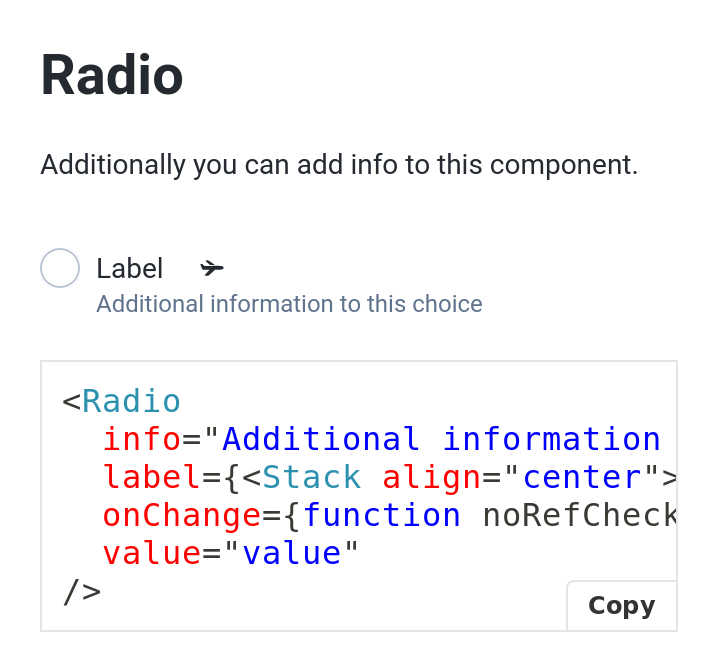 Radio
Additionally you can add info to this component.
Label
Additional information to this choice
<Radio
  info="Additional information
  label={<Stack align="center">
  onChange={function noRefCheck
  value="value"
/>
Copy